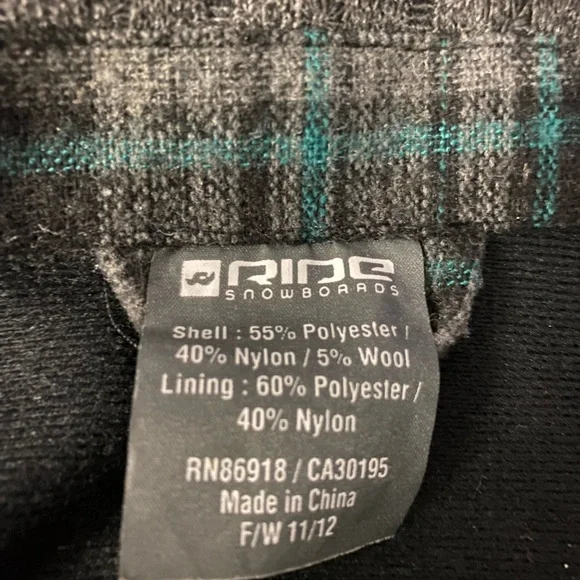 RIDE
SNOWBOARDS
Shell : 55% Polyester /
40% Nylon / 5% Wool
Lining : 60% Polyester /
40% Nylon
RN86918 / CA30195
Made in China
F/W 11/12